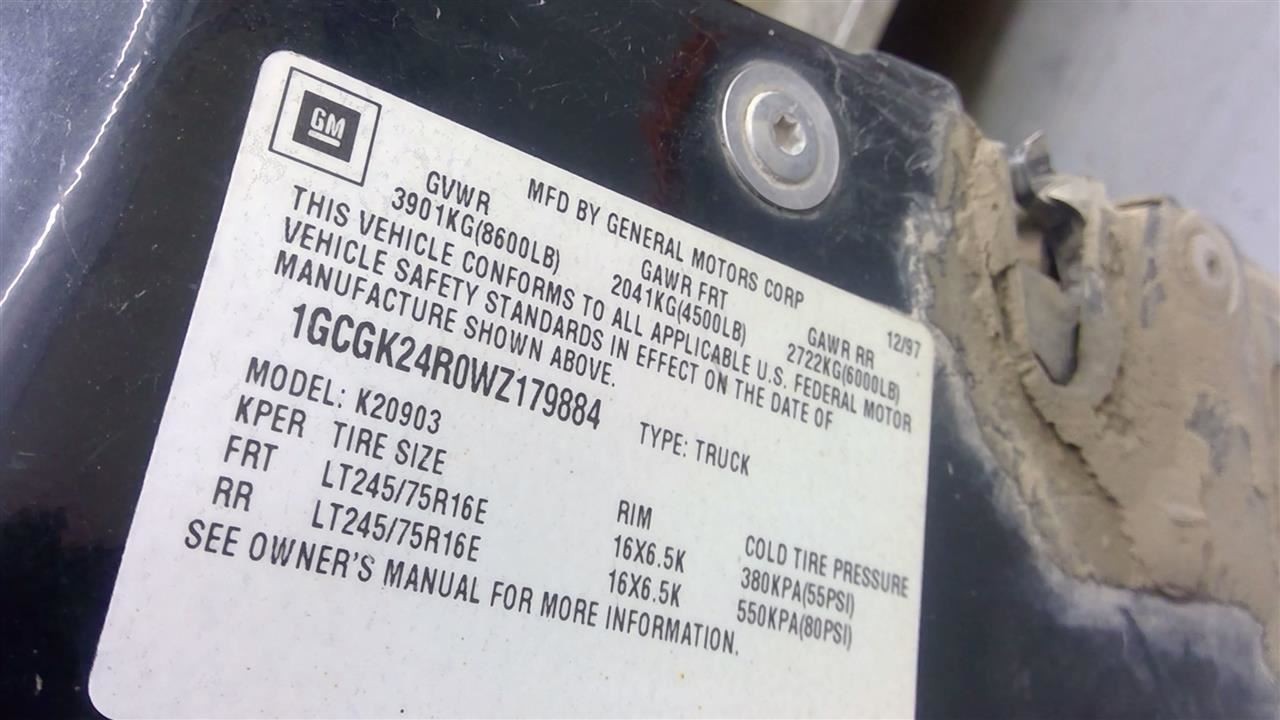 GM
MFD BY GENERAL MOTORS CORP 12/97
GVWR GAWR FRT GAWR RR
3901KG(8600LB) 2041KG(4500LB) 2722KG(6000LB)
THIS VEHICLE CONFORMS TO ALL APPLICABLE U.S. FEDERAL MOTOR
VEHICLE SAFETY STANDARDS IN EFFECT ON THE DATE OF
MANUFACTURE SHOWN ABOVE.
1GCGK24R0WZ179884 TYPE: TRUCK
MODEL: K20903
KPER TIRE SIZE RIM COLD TIRE PRESSURE
FRT LT245/75R16E 16X6.5K 380KPA(55PSI)
RR LT245/75R16E 16X6.5K 550KPA(80PSI)
SEE OWNER'S MANUAL FOR MORE INFORMATION.